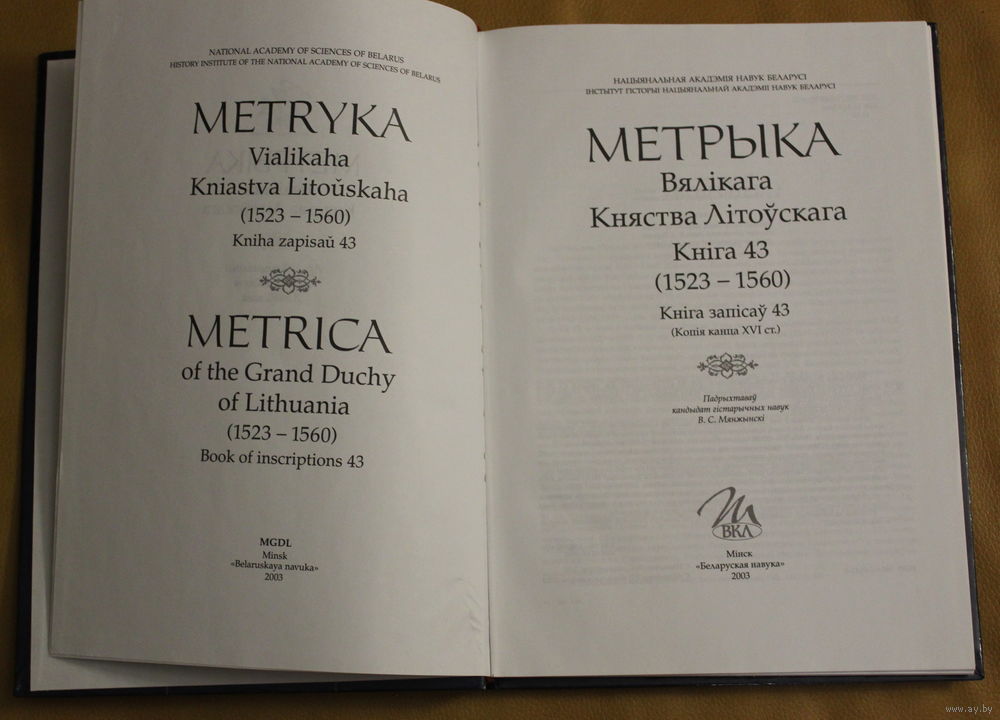 NATIONAL ACADEMY OF SCIENCES OF BELARUS
HISTORY INSTITUTE OF THE NATIONAL ACADEMY OF SCIENCES OF BELARUS
METRYKA
Vialikaha
Kniastva Litoŭskaha
(1523 – 1560)
Kniha zapisaŭ 43
METRICA
of the Grand Duchy
of Lithuania
(1523 – 1560)
Book of inscriptions 43
MGDL
Minsk
«Belaruskaya navuka»
2003
НАЦЫЯНАЛЬНАЯ АКАДЭМІЯ НАВУК БЕЛАРУСІ
ІНСТЫТУТ ГІСТОРЫІ НАЦЫЯНАЛЬНАЙ АКАДЭМІІ НАВУК БЕЛАРУСІ
МЕТРЫКА
Вялікага
Княства Літоўскага
Кніга 43
(1523 – 1560)
Кніга запісаў 43
(Копія канца XVI ст.)
Падрыхтаваў
кандыдат гістарычных навук
В. С. Мянжынскі
ВКЛ
Мінск
«Беларуская навука»
2003
www.ay.by